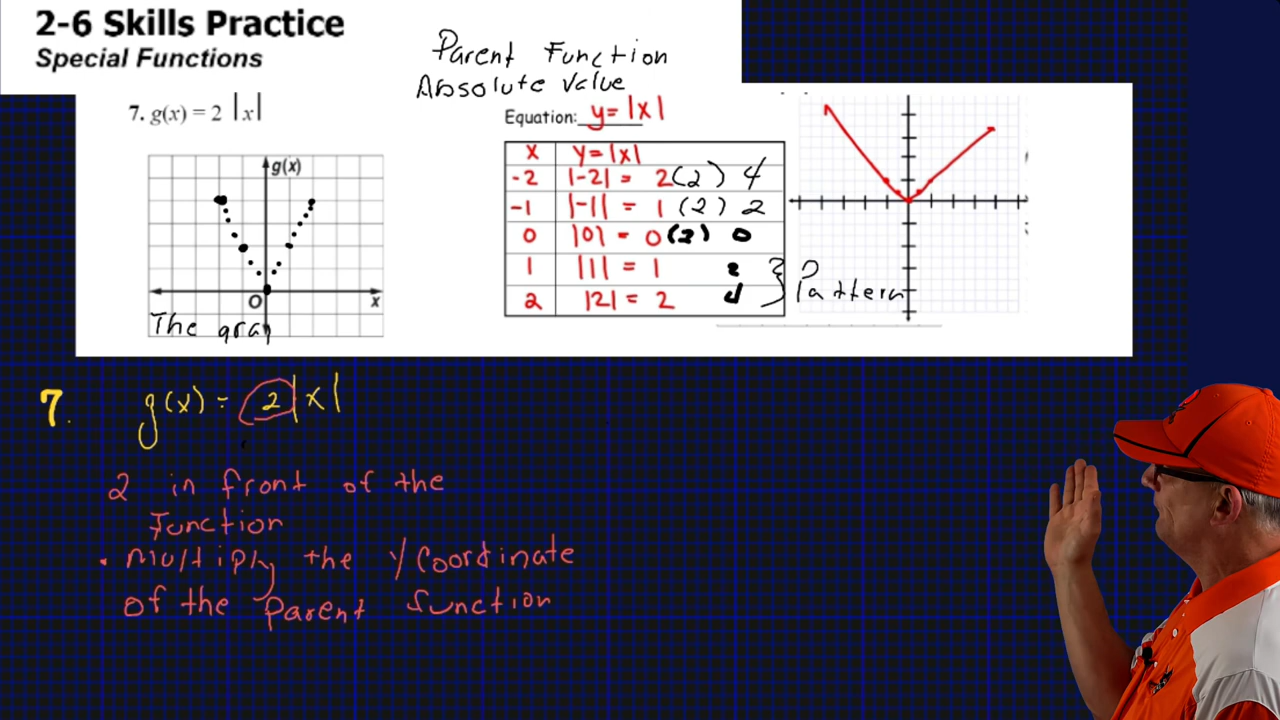 2-6 Skills Practice
Special Functions
Parent Function
Absolute Value
7. g(x) = 2 |x|
g(x)
O
x
The gra
Equation: y=|x|
x y=|x|
-2 |-2| = 2(2) 4
-1 |-1| = 1 (2) 2
0 |0| = 0(2) 0
1 |1| = 1 2
2 |2| = 2 4
Pattern
7. g(x) = 2|x|
2 in front of the
function
• multiply the y coordinate
of the parent function